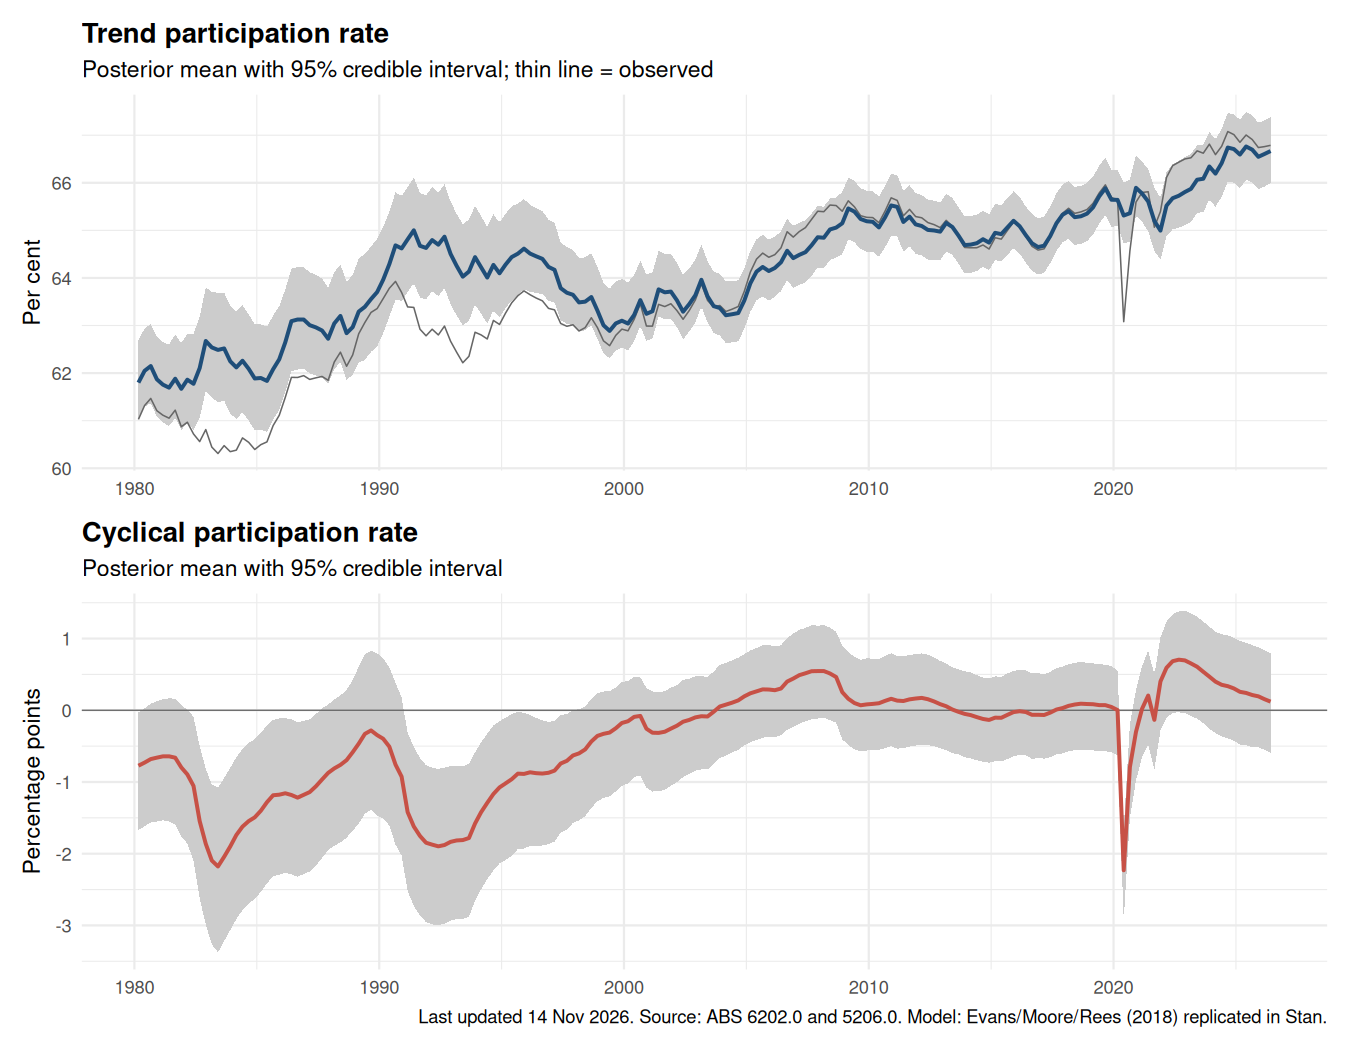 Trend participation rate
Posterior mean with 95% credible interval; thin line = observed
Per cent
66
64
62
60
1980 1990 2000 2010 2020
Cyclical participation rate
Posterior mean with 95% credible interval
Percentage points
1
0
-1
-2
-3
1980 1990 2000 2010 2020
Last updated 14 Nov 2026. Source: ABS 6202.0 and 5206.0. Model: Evans/Moore/Rees (2018) replicated in Stan.